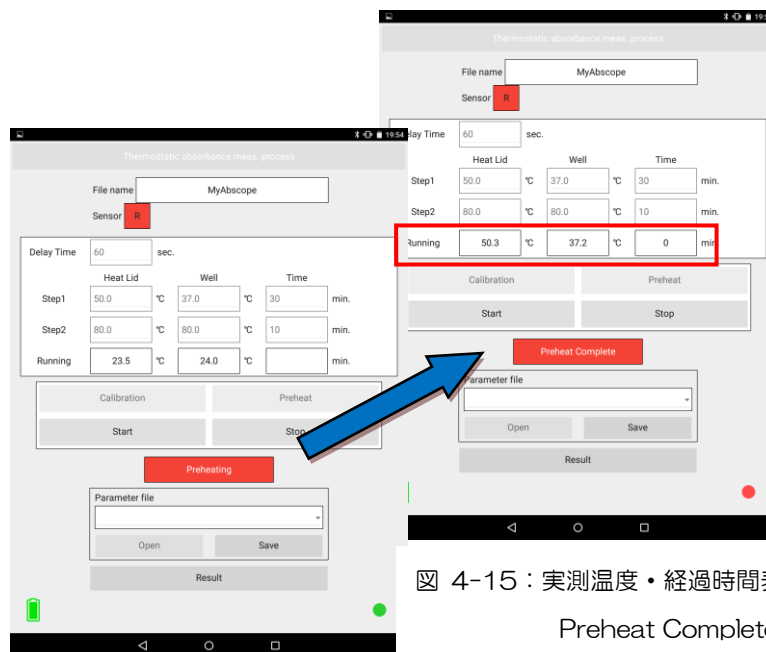 19:54
Thermostatic absorbance meas. process
File name MyAbscope
Sensor R
Delay Time 60 sec.
Heat Lid Well Time
Step1 50.0 ℃ 37.0 ℃ 30 min.
Step2 80.0 ℃ 80.0 ℃ 10 min.
Running 23.5 ℃ 24.0 ℃ min.
Calibration Preheat
Start Stop
Preheating
Parameter file
Open Save
Result
Thermostatic absorbance meas. process
File name MyAbscope
Sensor R
elay Time 60 sec.
Heat Lid Well Time
Step1 50.0 ℃ 37.0 ℃ 30 min.
Step2 80.0 ℃ 80.0 ℃ 10 min.
Running 50.3 ℃ 37.2 ℃ 0 min
Calibration Preheat
Start Stop
Preheat Complete
Parameter file
Open Save
Result
図 4-15：実測温度・経過時間表
Preheat Complete